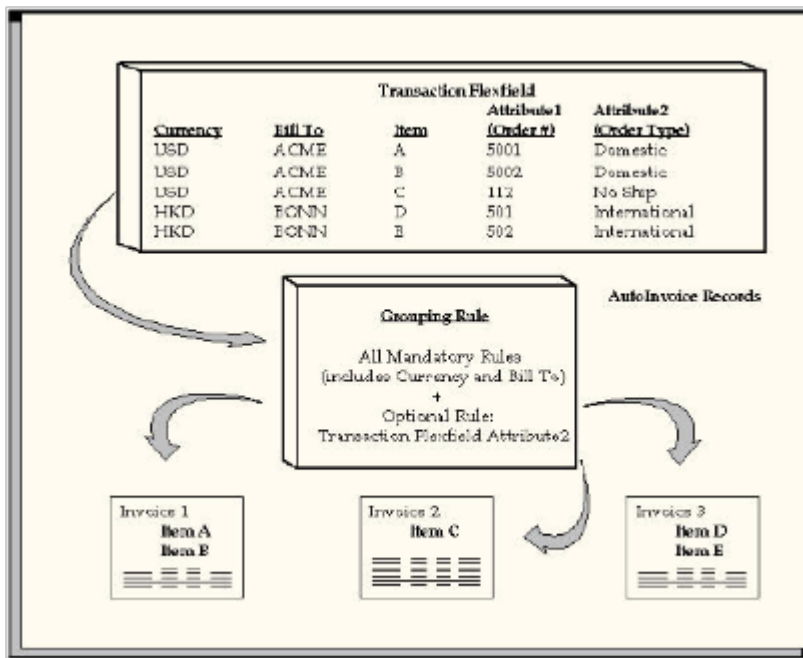 Transaction Flexfield
Currency Bill To Item Attribute1 (Order #) Attribute2 (Order Type)
USD ACME A 5001 Domestic
USD ACME B 5002 Domestic
USD ACME C 112 No Ship
HKD BONN D 501 International
HKD BONN E 502 International
AutoInvoice Records
Grouping Rule
All Mandatory Rules
(includes Currency and Bill To)
+
Optional Rule:
Transaction Flexfield Attribute2
Invoice 1
Item A
Item B
Invoice 2
Item C
Invoice 3
Item D
Item E